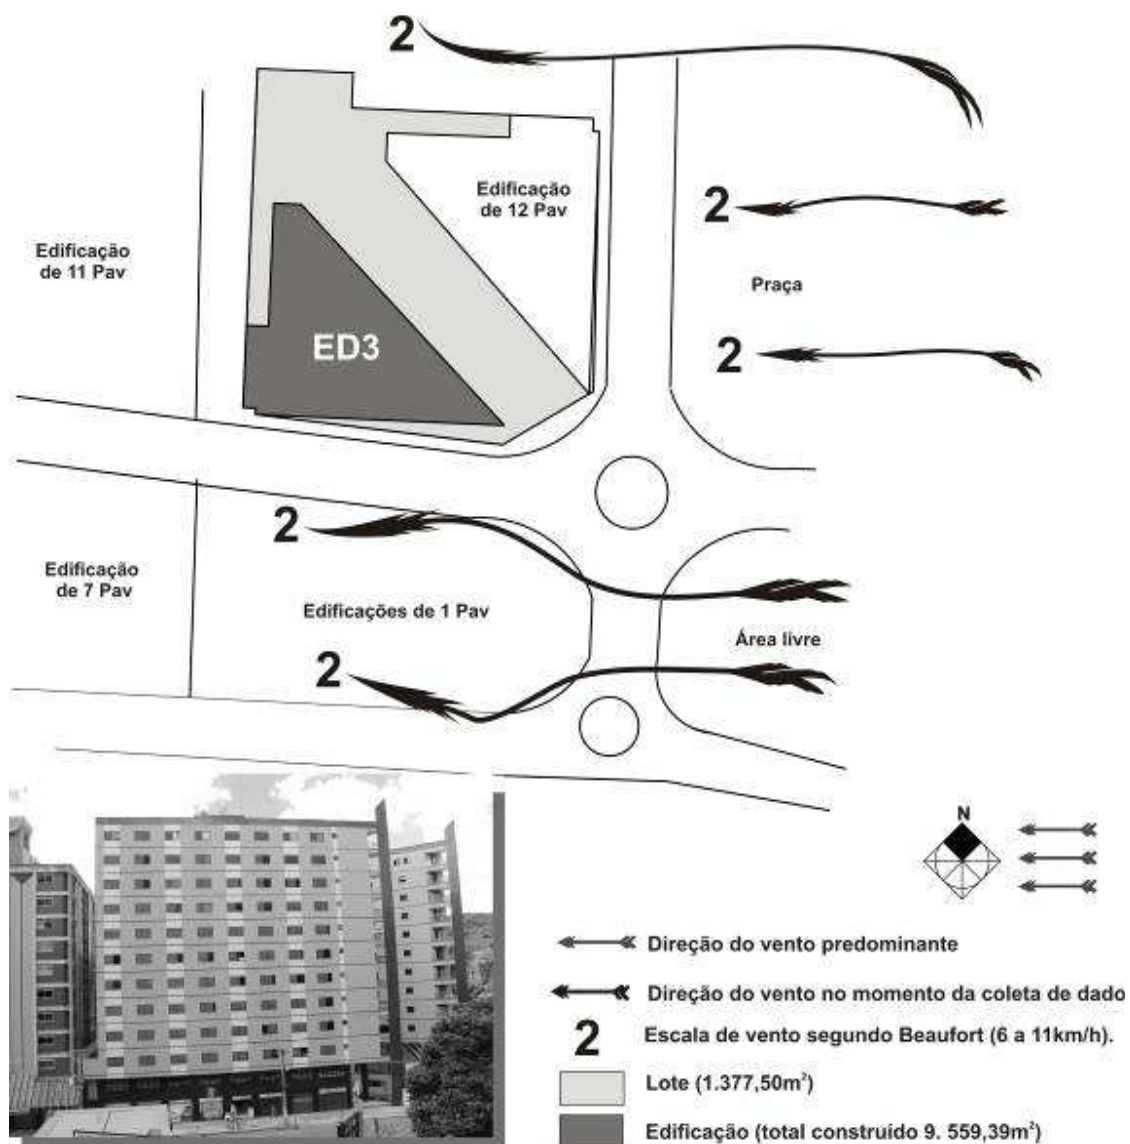 2
Edificação
de 12 Pav
2
Edificação
de 11 Pav
Praça
ED3
2
2
Edificação
de 7 Pav
Edificações de 1 Pav
Área livre
2
N
Direção do vento predominante
Direção do vento no momento da coleta de dado
2 Escala de vento segundo Beaufort (6 a 11km/h).
Lote (1.377,50m²)
Edificação (total construido 9. 559,39m²)